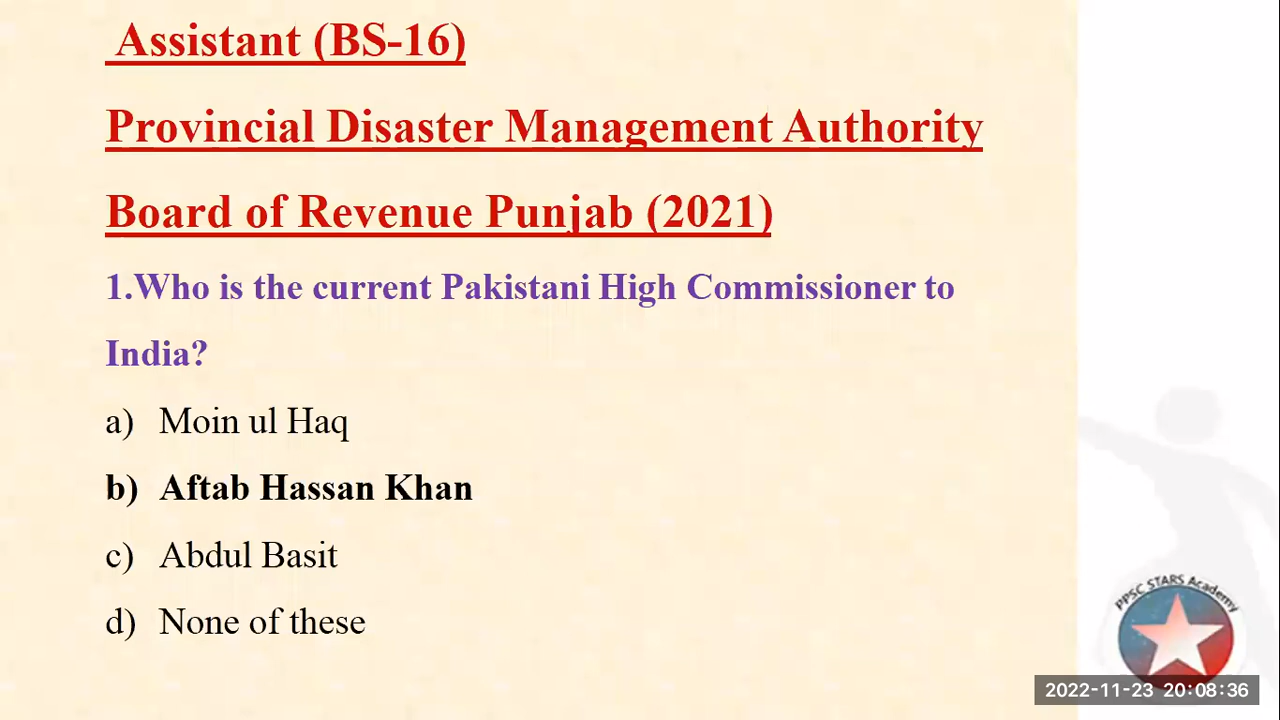 Assistant (BS-16)
Provincial Disaster Management Authority
Board of Revenue Punjab (2021)
1.Who is the current Pakistani High Commissioner to
India?
a) Moin ul Haq
b) Aftab Hassan Khan
c) Abdul Basit
d) None of these
PPSC STARS Academy
2022-11-23 20:08:36